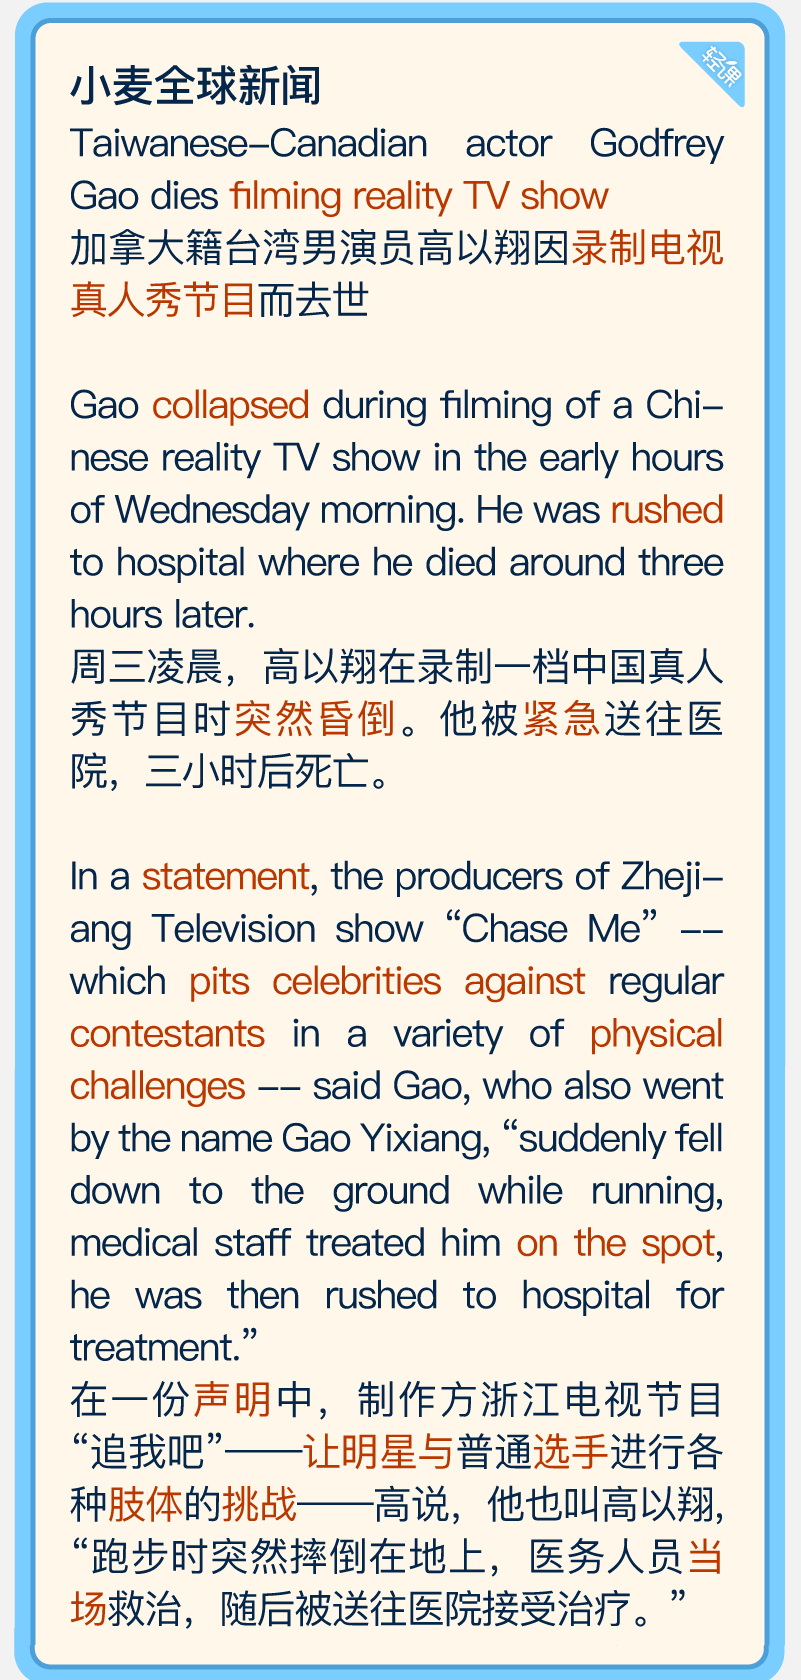 轻课
小麦全球新闻
Taiwanese–Canadian actor Godfrey
Gao dies filming reality TV show
加拿大籍台湾男演员高以翔因录制电视
真人秀节目而去世
Gao collapsed during filming of a Chi–
nese reality TV show in the early hours
of Wednesday morning. He was rushed
to hospital where he died around three
hours later.
周三凌晨，高以翔在录制一档中国真人
秀节目时突然昏倒。他被紧急送往医
院，三小时后死亡。
In a statement, the producers of Zheji–
ang Television show “Chase Me” ––
which pits celebrities against regular
contestants in a variety of physical
challenges –– said Gao, who also went
by the name Gao Yixiang, “suddenly fell
down to the ground while running,
medical staff treated him on the spot,
he was then rushed to hospital for
treatment.”
在一份声明中，制作方浙江电视节目
“追我吧”——让明星与普通选手进行各
种肢体的挑战——高说，他也叫高以翔，
“跑步时突然摔倒在地上，医务人员当
场救治，随后被送往医院接受治疗。”